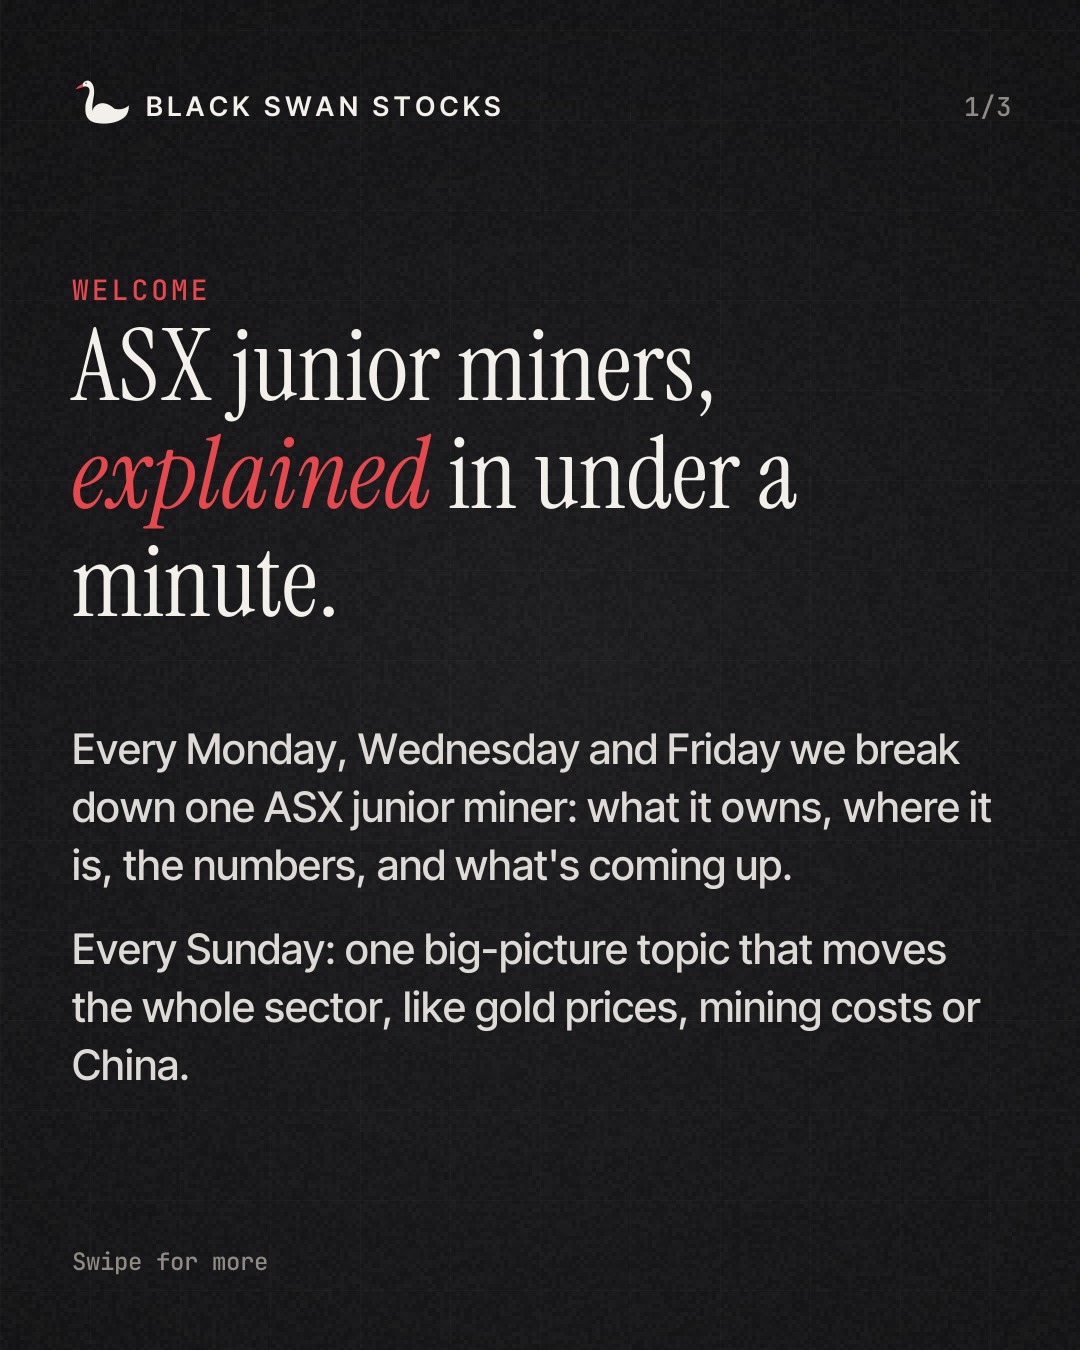 BLACK SWAN STOCKS
1/3
WELCOME
ASX junior miners,
explained in under a
minute.
Every Monday, Wednesday and Friday we break
down one ASX junior miner: what it owns, where it
is, the numbers, and what's coming up.
Every Sunday: one big-picture topic that moves
the whole sector, like gold prices, mining costs or
China.
Swipe for more